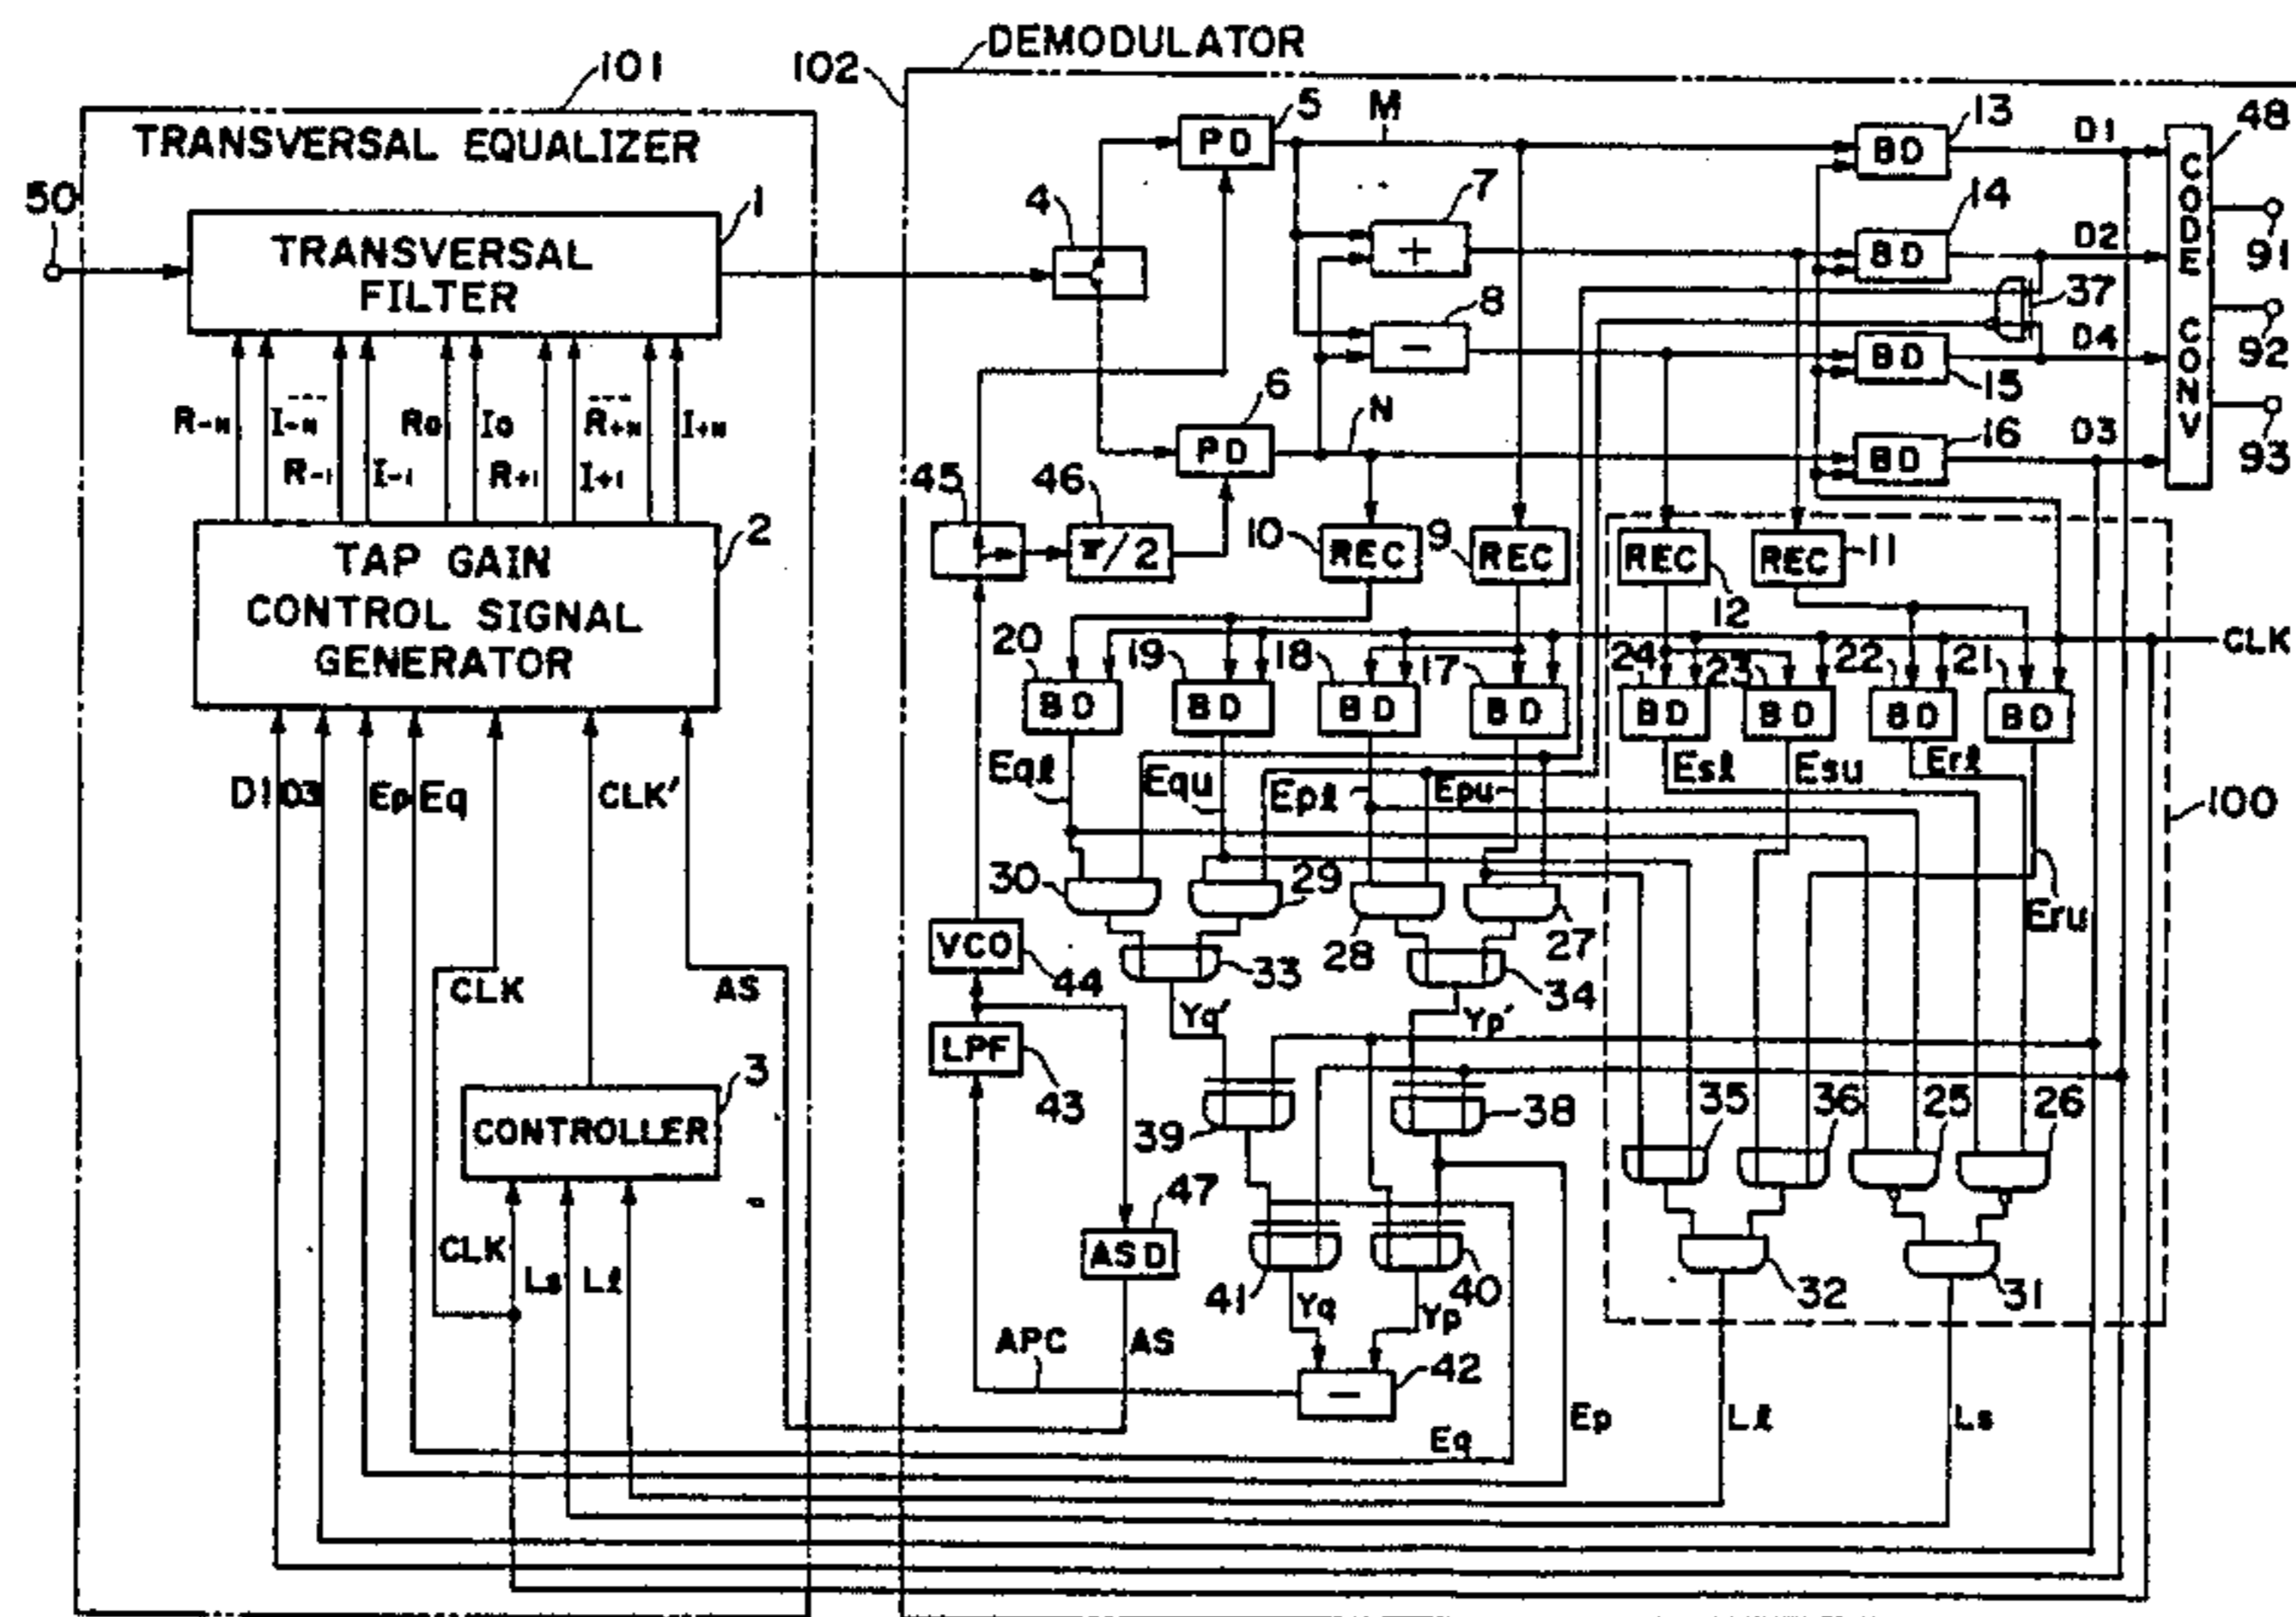 DEMODULATOR
101
102
TRANSVERSAL EQUALIZER
50
1
TRANSVERSAL
FILTER
4
5
PD
M
7
+
8
−
6
PD
N
13
BD
D1
14
BD
D2
37
BD
15
D4
16
BD
D3
48
CODE CONV
91
92
93
R-N
I-N
R-1
I-1
R0
I0
R+1
I+1
R+N
I+N
2
TAP GAIN
CONTROL SIGNAL
GENERATOR
45
46
π/2
10
REC
9
REC
REC
12
REC
11
CLK
20
BD
19
BD
18
BD
17
BD
24
BD
23
BD
22
BD
21
BD
D1
D3
Ep
Eq
CLK'
Eqℓ
Equ
Epℓ
Epu
Esℓ
Esu
Erℓ
Eru
100
30
29
28
27
VCO
44
33
34
CLK
AS
Yq'
Yp'
LPF
43
3
CONTROLLER
39
38
35
36
25
26
47
ASD
41
40
CLK
Ls
Lℓ
Yq
Yp
32
31
APC
AS
−
42
Eq
Ep
Lℓ
Ls